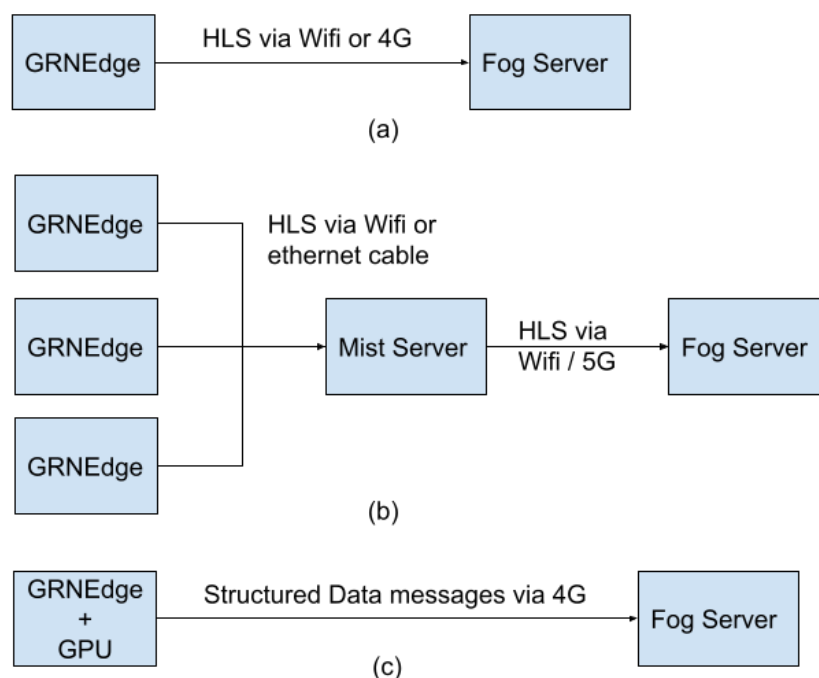 HLS via Wifi or 4G
GRNEdge
Fog Server
(a)
GRNEdge
HLS via Wifi or
ethernet cable
GRNEdge
Mist Server
HLS via
Wifi / 5G
Fog Server
GRNEdge
(b)
GRNEdge
+
GPU
Structured Data messages via 4G
Fog Server
(c)